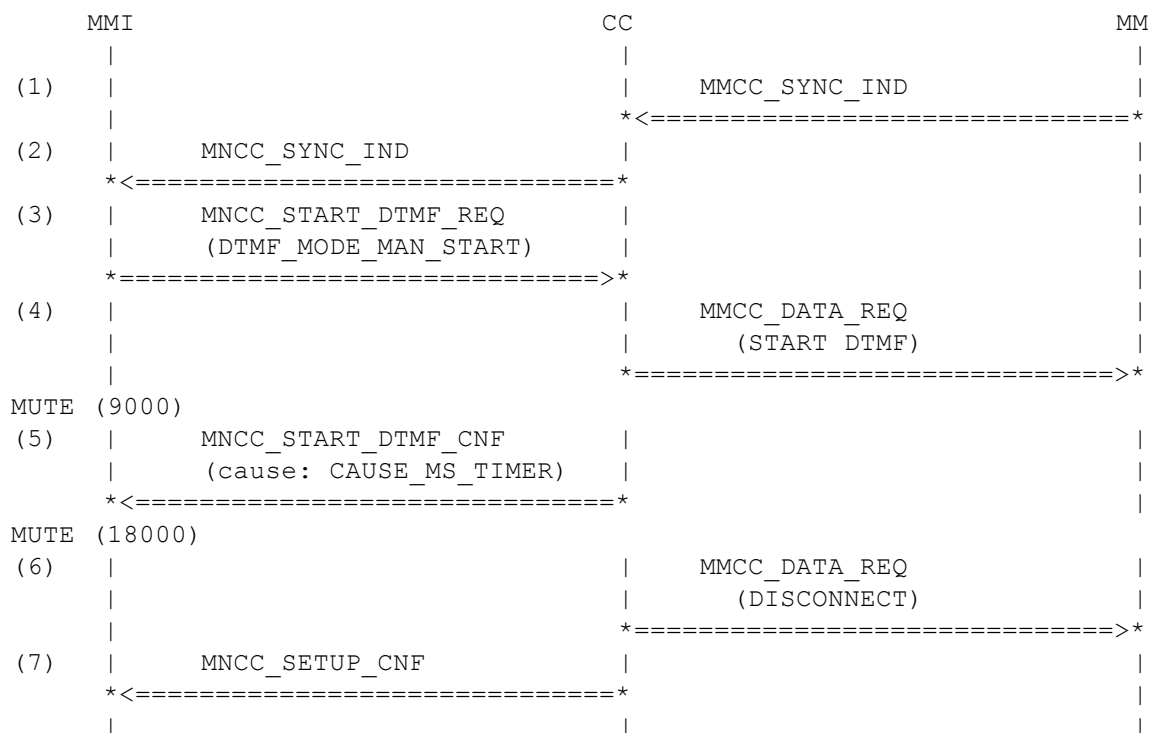 MMI CC MM
| | |
(1) | | MMCC_SYNC_IND |
| *<==============================*
(2) | MNCC_SYNC_IND | |
*<==============================* |
(3) | MNCC_START_DTMF_REQ | |
| (DTMF_MODE_MAN_START) | |
*==============================>* |
(4) | | MMCC_DATA_REQ |
| | (START DTMF) |
| *==============================>*
MUTE (9000)
(5) | MNCC_START_DTMF_CNF | |
| (cause: CAUSE_MS_TIMER) | |
*<==============================* |
MUTE (18000)
(6) | | MMCC_DATA_REQ |
| | (DISCONNECT) |
| *==============================>*
(7) | MNCC_SETUP_CNF | |
*<==============================* |
| | |